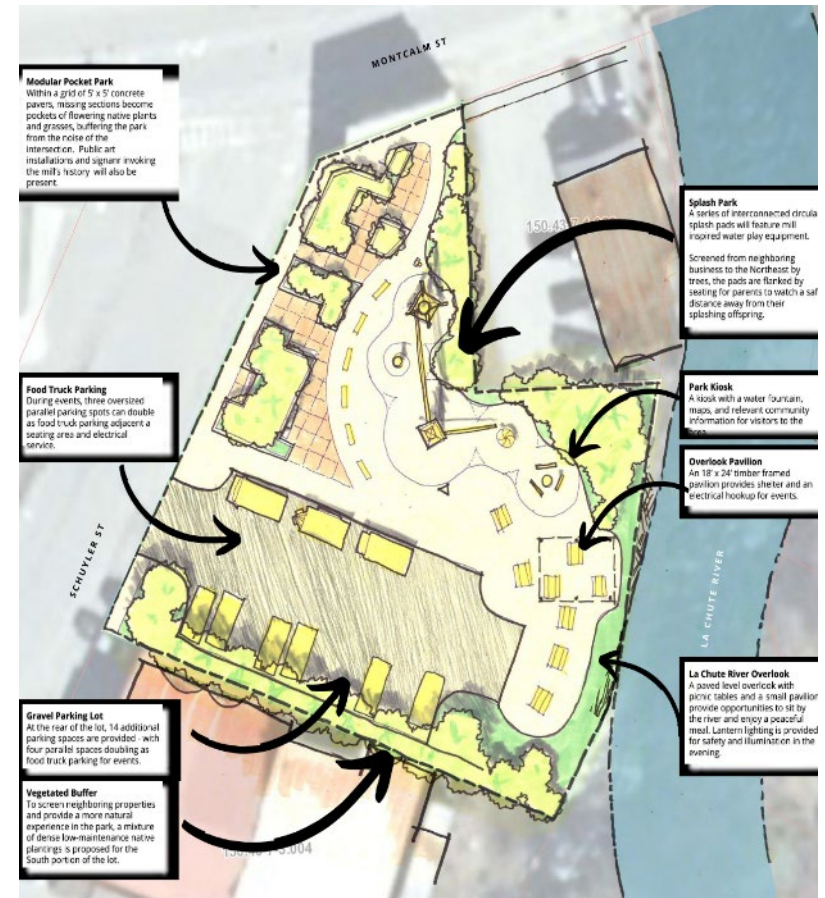 MONTCALM ST
Modular Pocket Park
Within a grid of 5' x 5' concrete
pavers, missing sections become
pockets of flowering native plants
and grasses, buffering the park
from the noise of the
intersection. Public art
installations and signanr invoking
the mill's history will also be
present.
150.43-7-
Splash Park
A series of interconnected circula
splash pads will feature mill
inspired water play equipment.
Screened from neighboring
business to the Northeast by
trees, the pads are flanked by
seating for parents to watch a saf
distance away from their
splashing offspring.
Food Truck Parking
During events, three oversized
parallel parking spots can double
as food truck parking adjacent a
seating area and electrical
service.
Park Kiosk
A kiosk with a water fountain,
maps, and relevant community
information for visitors to the
Overlook Pavilion
An 18' x 24' timber framed
pavilion provides shelter and an
electrical hookup for events.
SCHUYLER ST
LA CHUTE RIVER
La Chute River Overlook
A paved level overlook with
picnic tables and a small pavilion
provide opportunities to sit by
the river and enjoy a peaceful
meal. Lantern lighting is provided
for safety and illumination in the
evening.
Gravel Parking Lot
At the rear of the lot, 14 additional
parking spaces are provided - with
four parallel spaces doubling as
food truck parking for events.
Vegetated Buffer
To screen neighboring properties
and provide a more natural
experience in the park, a mixture
of dense low-maintenance native
plantings is proposed for the
South portion of the lot.